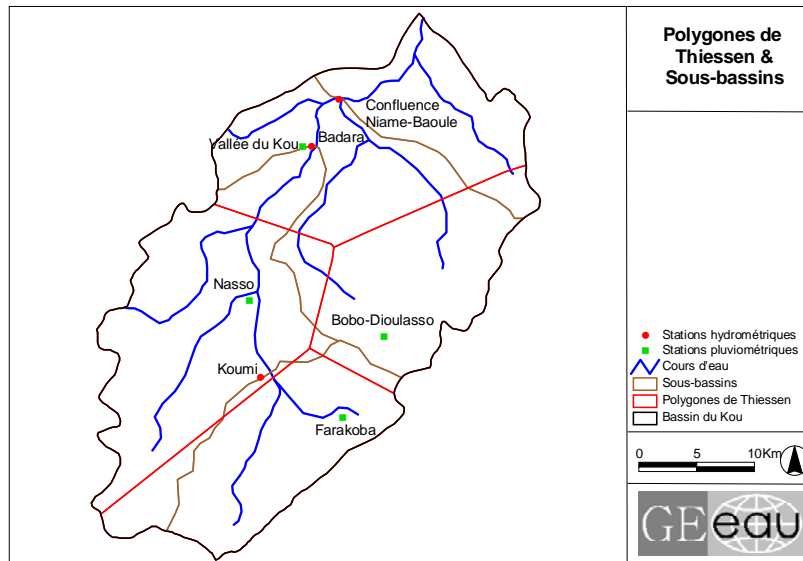 Polygones de
Thiessen &
Sous-bassins
Confluence
Niame-Baoule
Vallée du Kou
Badara
Nasso
Bobo-Dioulasso
Koumi
Farakoba
Stations hydrométriques
Stations pluviométriques
Cours d'eau
Sous-bassins
Polygones de Thiessen
Bassin du Kou
0 5 10Km
GEeau